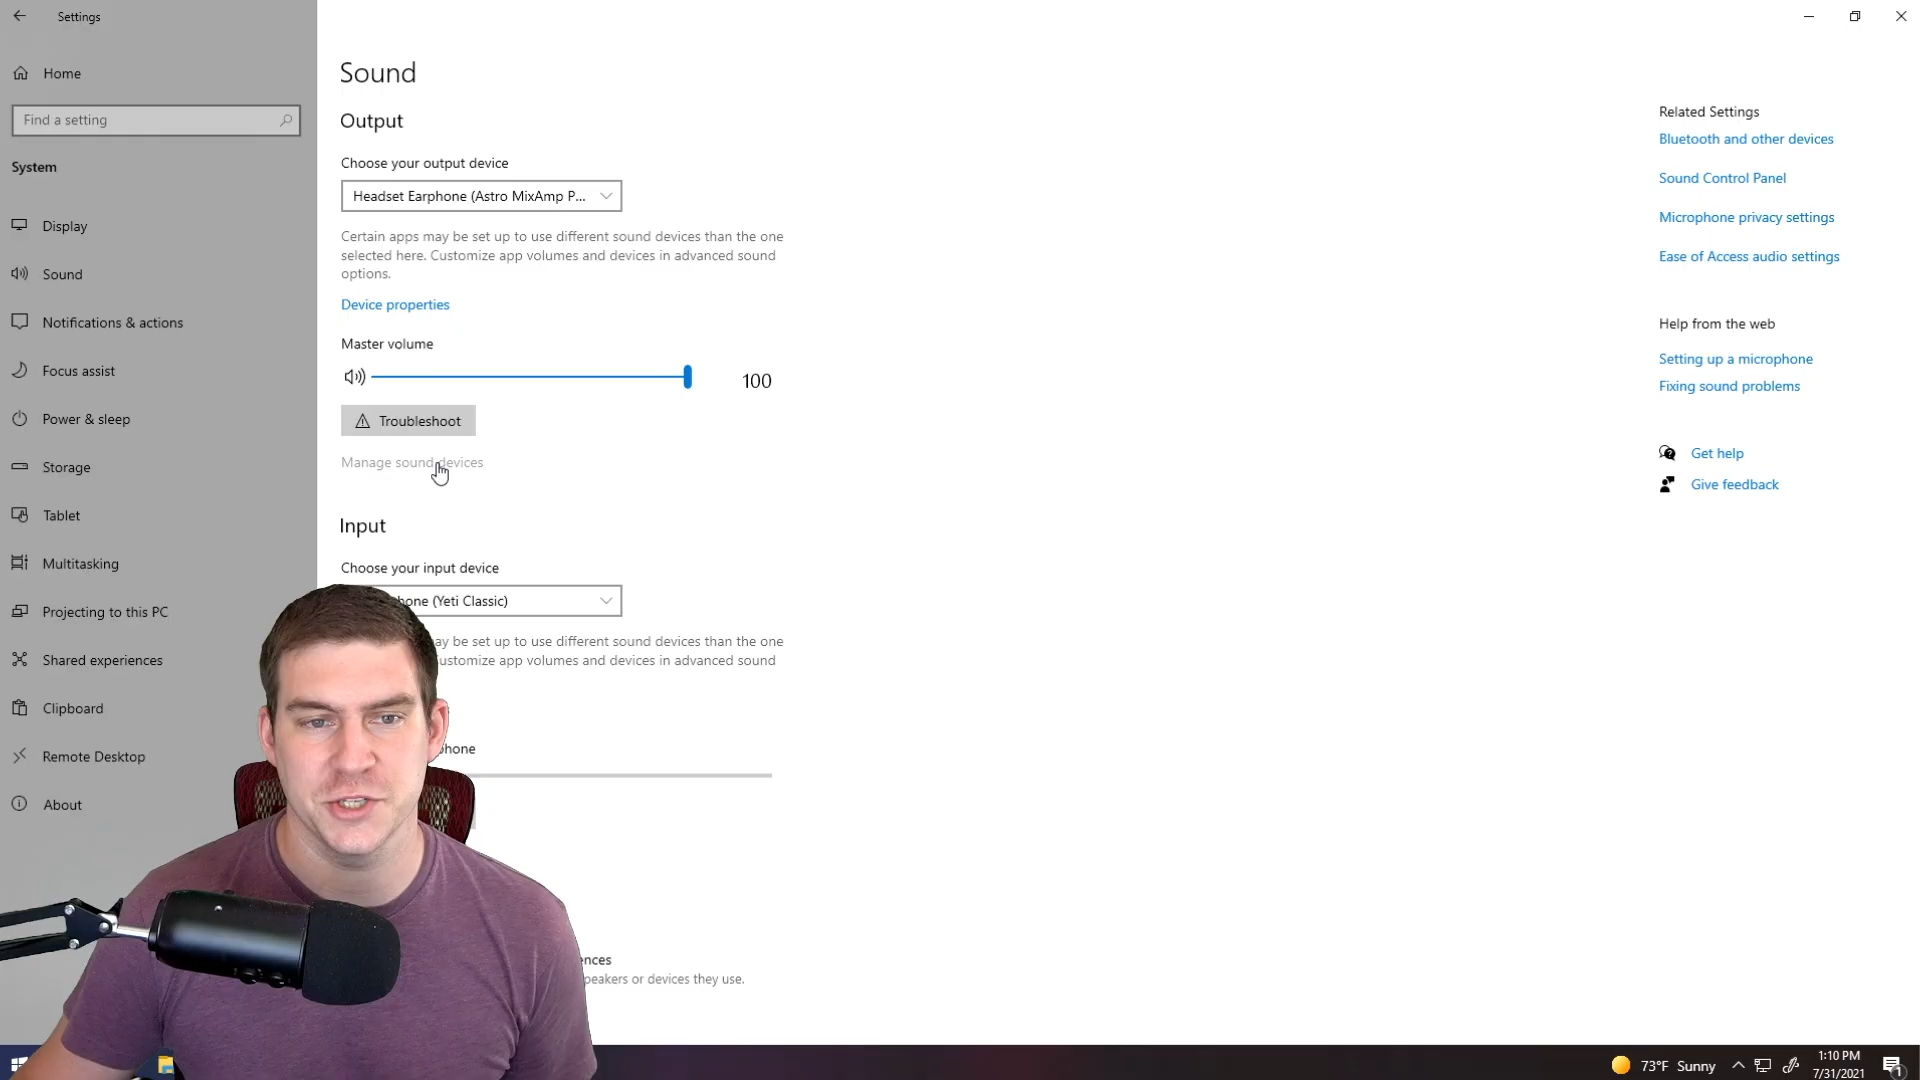 Settings
Home
Find a setting
System
Display
Sound
Notifications & actions
Focus assist
Power & sleep
Storage
Tablet
Multitasking
Projecting to this PC
Shared experiences
Clipboard
Remote Desktop
About
Sound
Output
Choose your output device
Headset Earphone (Astro MixAmp P...
Certain apps may be set up to use different sound devices than the one
selected here. Customize app volumes and devices in advanced sound
options.
Device properties
Master volume
100
Troubleshoot
Manage sound devices
Input
Choose your input device
hone (Yeti Classic)
ay be set up to use different sound devices than the one
ustomize app volumes and devices in advanced sound
phone
ences
peakers or devices they use.
Related Settings
Bluetooth and other devices
Sound Control Panel
Microphone privacy settings
Ease of Access audio settings
Help from the web
Setting up a microphone
Fixing sound problems
Get help
Give feedback
73°F Sunny
1:10 PM
7/31/2021
1